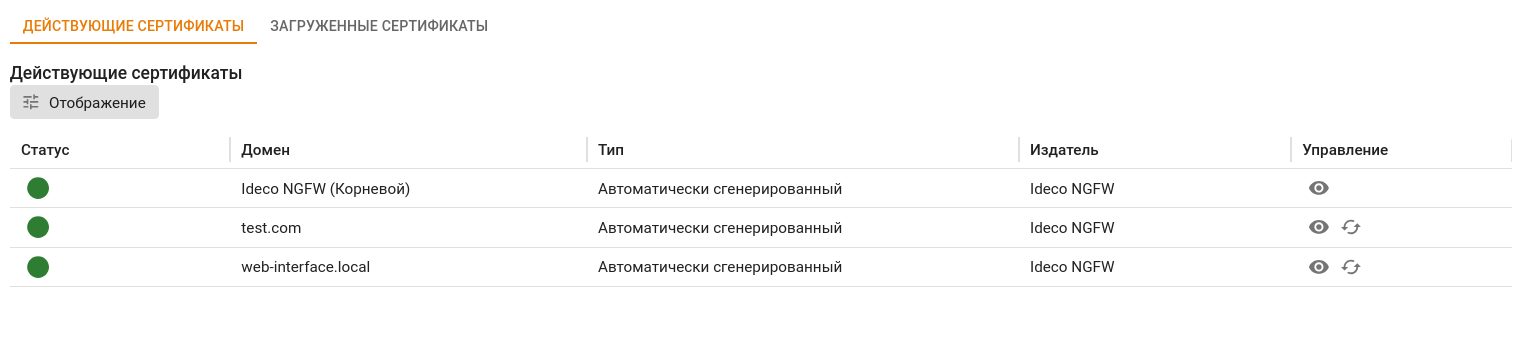 ДЕЙСТВУЮЩИЕ СЕРТИФИКАТЫ ЗАГРУЖЕННЫЕ СЕРТИФИКАТЫ
Действующие сертификаты
Отображение
Статус Домен Тип Издатель Управление
Ideco NGFW (Корневой) Автоматически сгенерированный Ideco NGFW
test.com Автоматически сгенерированный Ideco NGFW
web-interface.local Автоматически сгенерированный Ideco NGFW